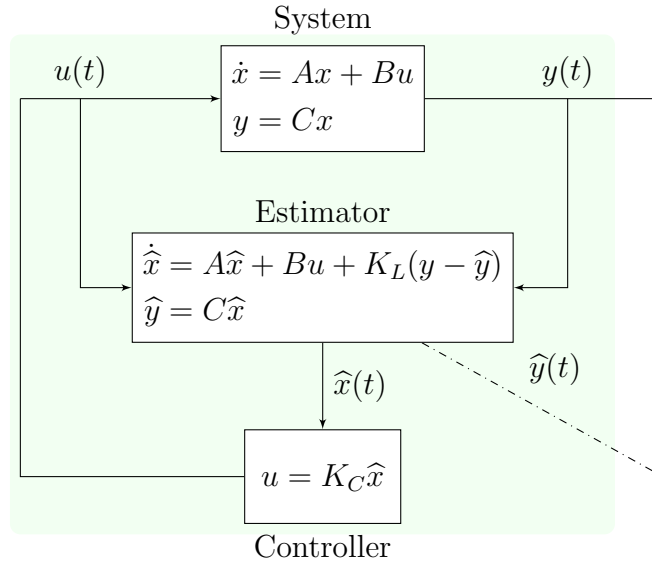 System
u(t)
ẋ = Ax + Bu
y = Cx
y(t)
Estimator
x̂̇ = Ax̂ + Bu + K_L(y − ŷ)
ŷ = Cx̂
x̂(t)
ŷ(t)
u = K_C x̂
Controller